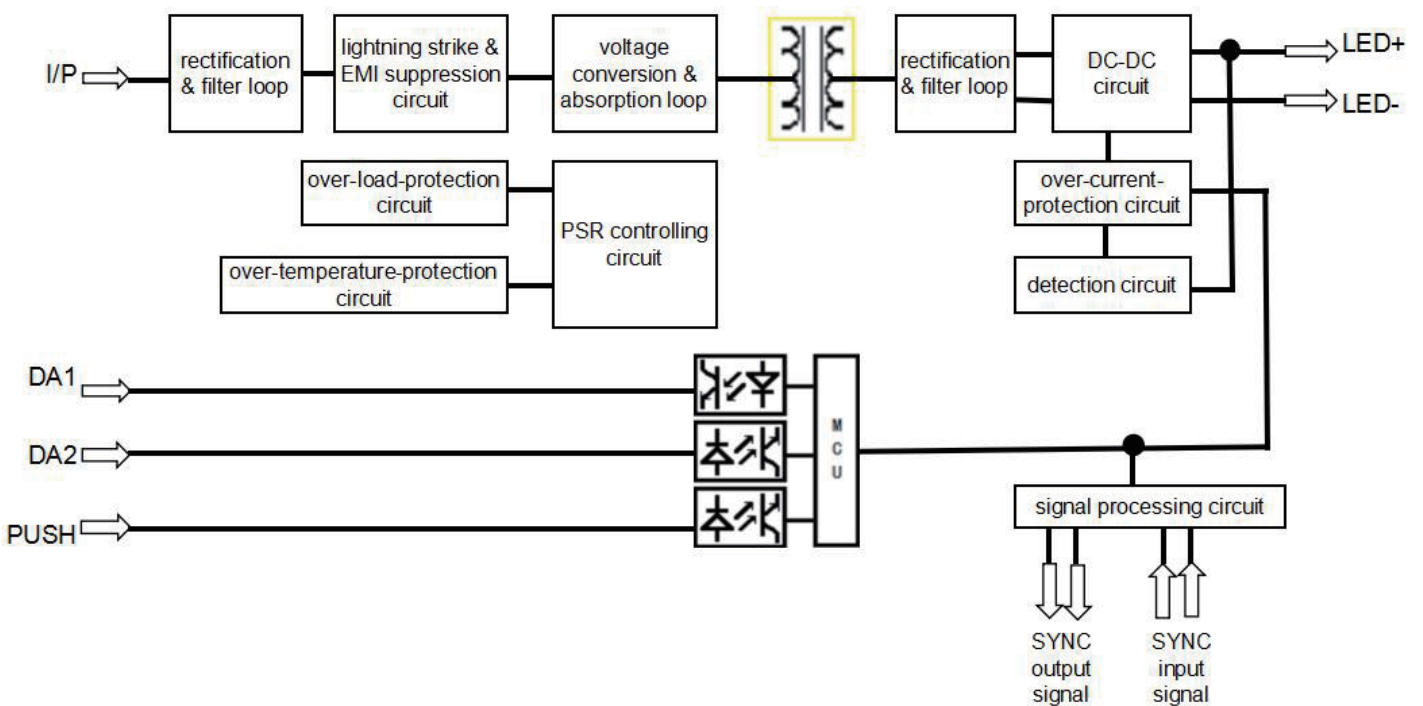 I/P
rectification
& filter loop
lightning strike &
EMI suppression
circuit
voltage
conversion &
absorption loop
rectification
& filter loop
DC-DC
circuit
LED+
LED-
over-load-protection
circuit
over-temperature-protection
circuit
PSR controlling
circuit
over-current-
protection circuit
detection circuit
DA1
DA2
PUSH
M
C
U
signal processing circuit
SYNC
output
signal
SYNC
input
signal